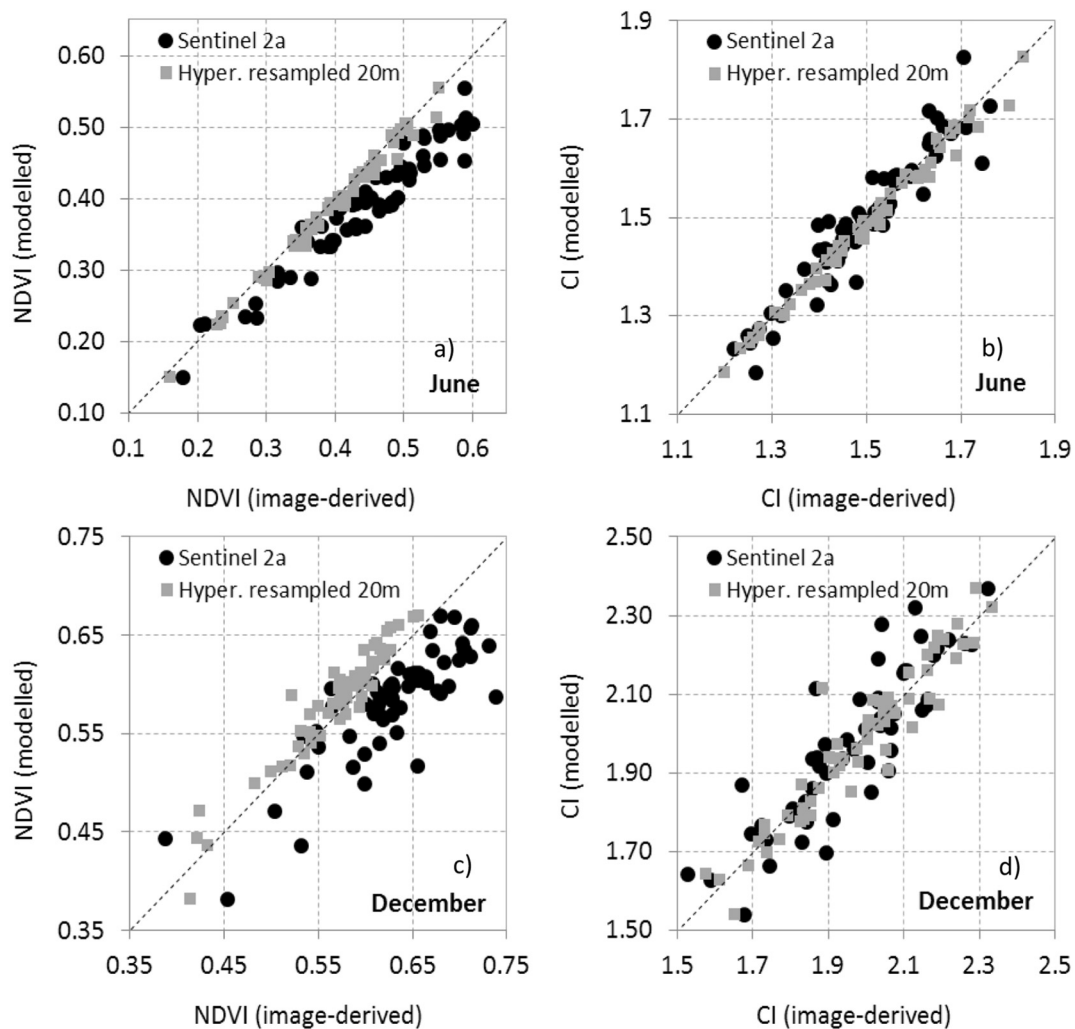 Sentinel 2a
Hyper. resampled 20m
NDVI (modelled)
0.60
0.50
0.40
0.30
0.20
0.10
a)
June
0.1 0.2 0.3 0.4 0.5 0.6
NDVI (image-derived)
Sentinel 2a
Hyper. resampled 20m
CI (modelled)
1.9
1.7
1.5
1.3
1.1
b)
June
1.1 1.3 1.5 1.7 1.9
CI (image-derived)
Sentinel 2a
Hyper. resampled 20m
NDVI (modelled)
0.75
0.65
0.55
0.45
0.35
c)
December
0.35 0.45 0.55 0.65 0.75
NDVI (image-derived)
Sentinel 2a
Hyper. resampled 20m
CI (modelled)
2.50
2.30
2.10
1.90
1.70
1.50
d)
December
1.5 1.7 1.9 2.1 2.3 2.5
CI (image-derived)